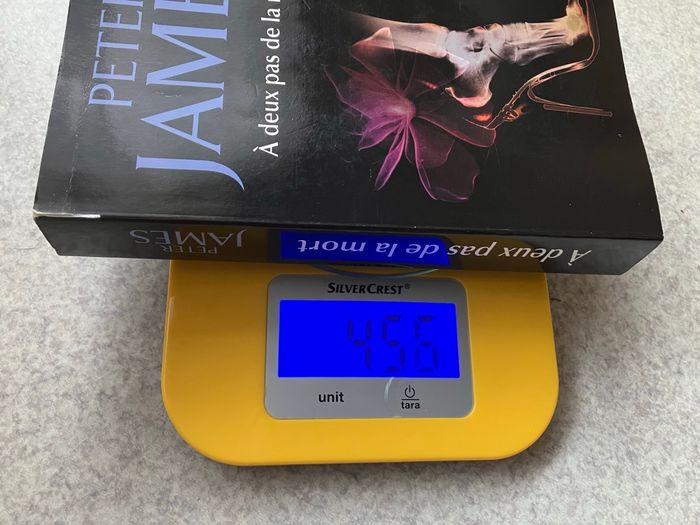 PETER
JAMES
À deux pas de la
PETER
JAMES
À deux pas de la mort
SILVERCREST®
456
unit
tara